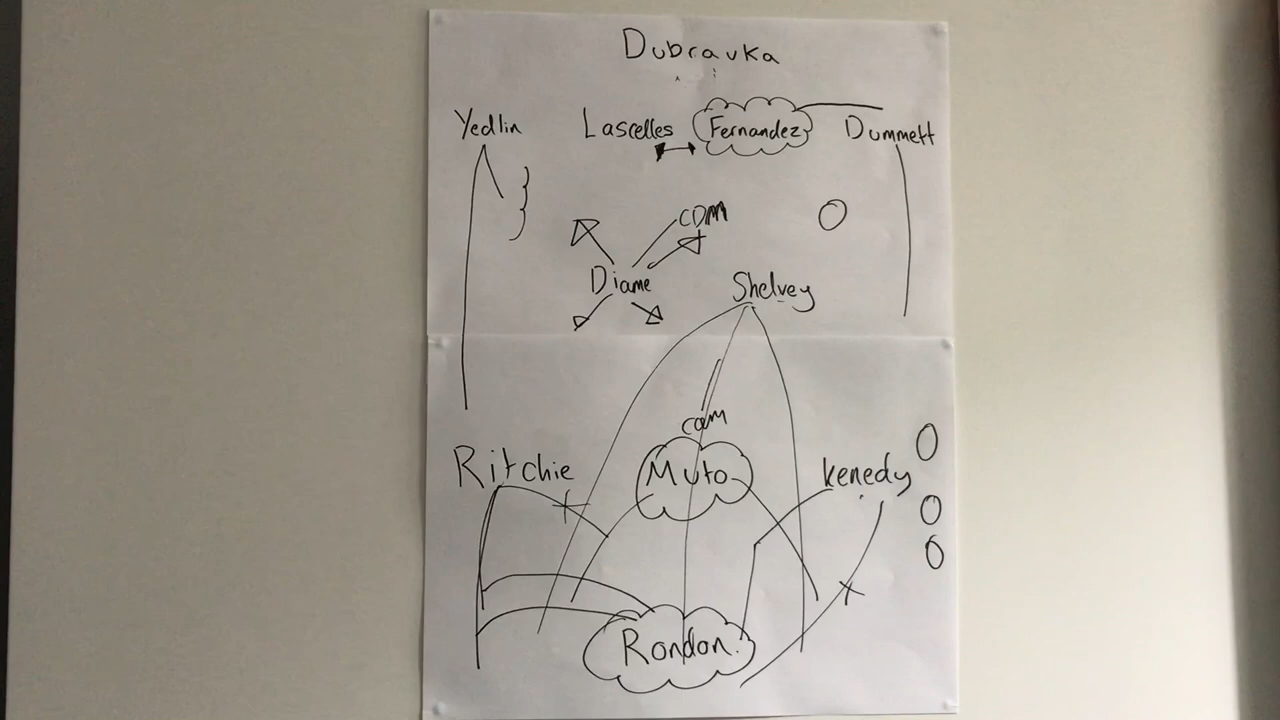 Dubravka
Yedlin Lascelles Fernandez Dummett
CDM
Diame Shelvey
cam
Ritchie Muto Kenedy
Rondon